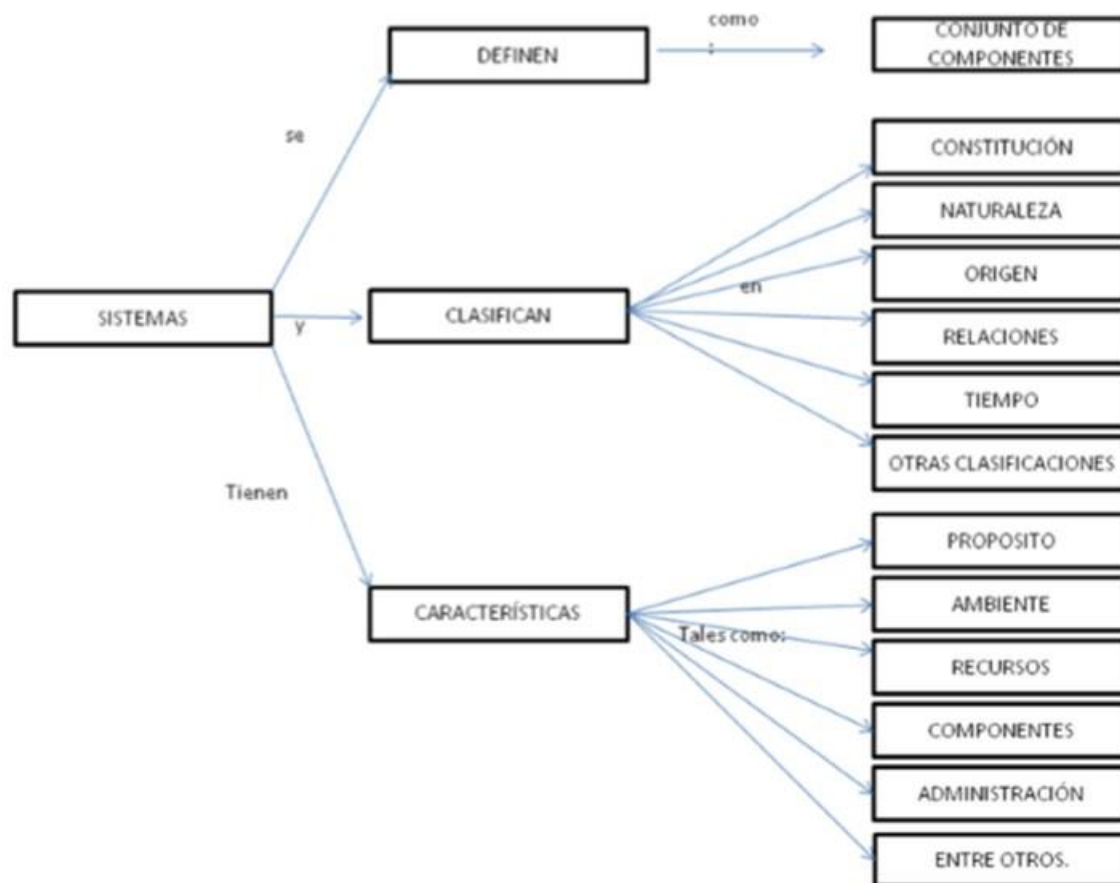 como
:
DEFINEN
CONJUNTO DE
COMPONENTES
se
CONSTITUCIÓN
NATURALEZA
ORIGEN
en
SISTEMAS
y
CLASIFICAN
RELACIONES
TIEMPO
OTRAS CLASIFICACIONES
Tienen
PROPOSITO
AMBIENTE
CARACTERÍSTICAS
Tales como:
RECURSOS
COMPONENTES
ADMINISTRACIÓN
ENTRE OTROS.